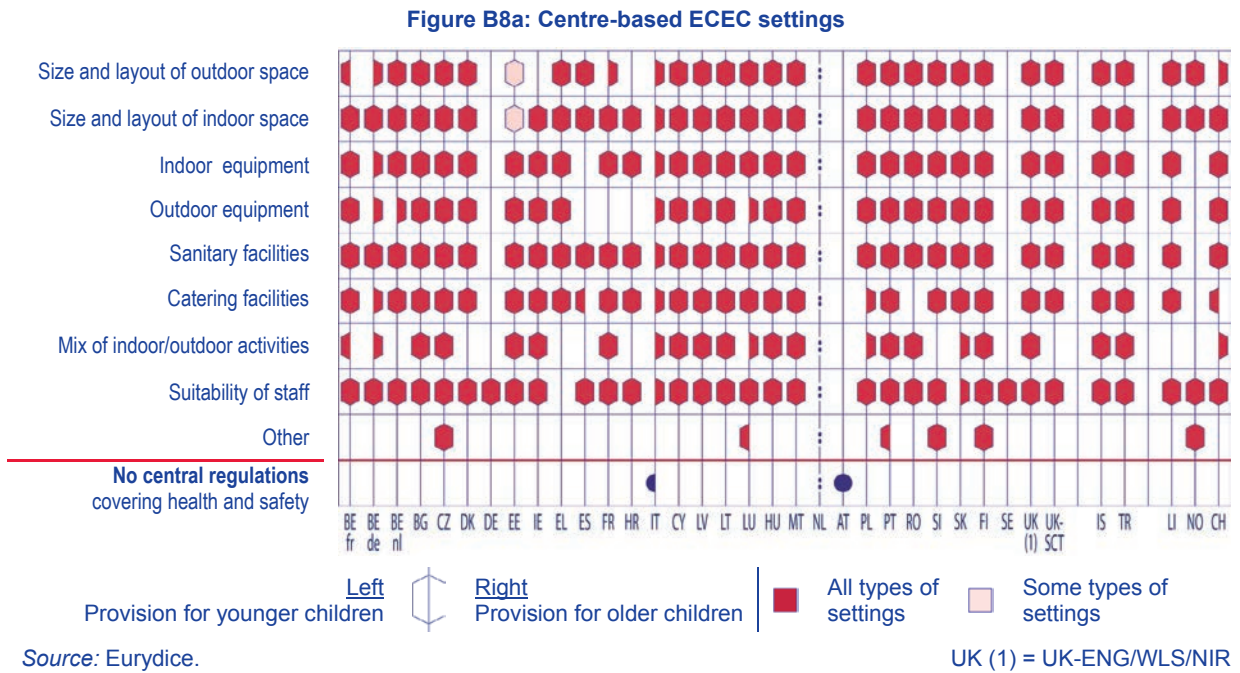 Figure B8a: Centre-based ECEC settings
Size and layout of outdoor space
Size and layout of indoor space
Indoor equipment
Outdoor equipment
Sanitary facilities
Catering facilities
Mix of indoor/outdoor activities
Suitability of staff
Other
No central regulations
covering health and safety
BE BE BE BG CZ DK DE EE IE EL ES FR HR IT CY LV LT LU HU MT NL AT PL PT RO SI SK FI SE UK UK- IS TR LI NO CH
fr de nl (1) SCT
Left Right All types of Some types of
Provision for younger children Provision for older children settings settings
Source: Eurydice. UK (1) = UK-ENG/WLS/NIR